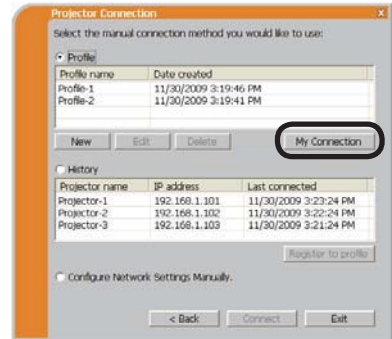 Projector Connection
Select the manual connection method you would like to use:
Profile
Profile name Date created
Profile-1 11/30/2009 3:19:46 PM
Profile-2 11/30/2009 3:19:41 PM
New Edit Delete My Connection
History
Projector name IP address Last connected
Projector-1 192.168.1.101 11/30/2009 3:23:24 PM
Projector-2 192.168.1.102 11/30/2009 3:22:24 PM
Projector-3 192.168.1.103 11/30/2009 3:21:24 PM
Register to profile
Configure Network Settings Manually.
< Back Connect Exit